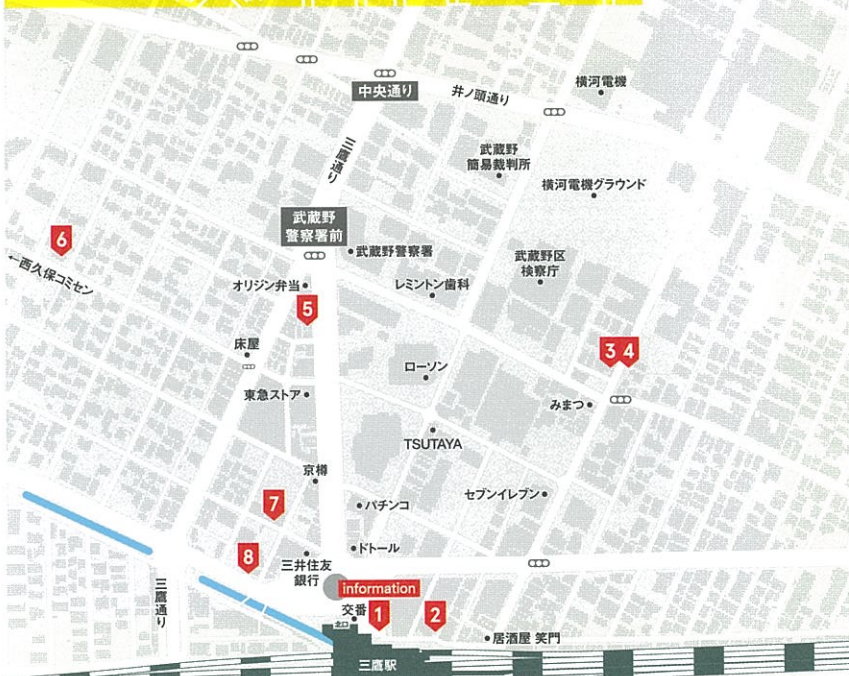 横河電機
中央通り
井ノ頭通り
三鷹通り
武蔵野
簡易裁判所
横河電機グラウンド
武蔵野
警察署前
6
武蔵野警察署
武蔵野区
検察庁
←西久保コミセン
オリジン弁当
レミントン歯科
5
床屋
3 4
ローソン
東急ストア
みまつ
TSUTAYA
京樽
7
パチンコ
セブンイレブン
8
三井住友
銀行
ドトール
三鷹通り
information
交番
1
2
北口
居酒屋 笑門
三鷹駅